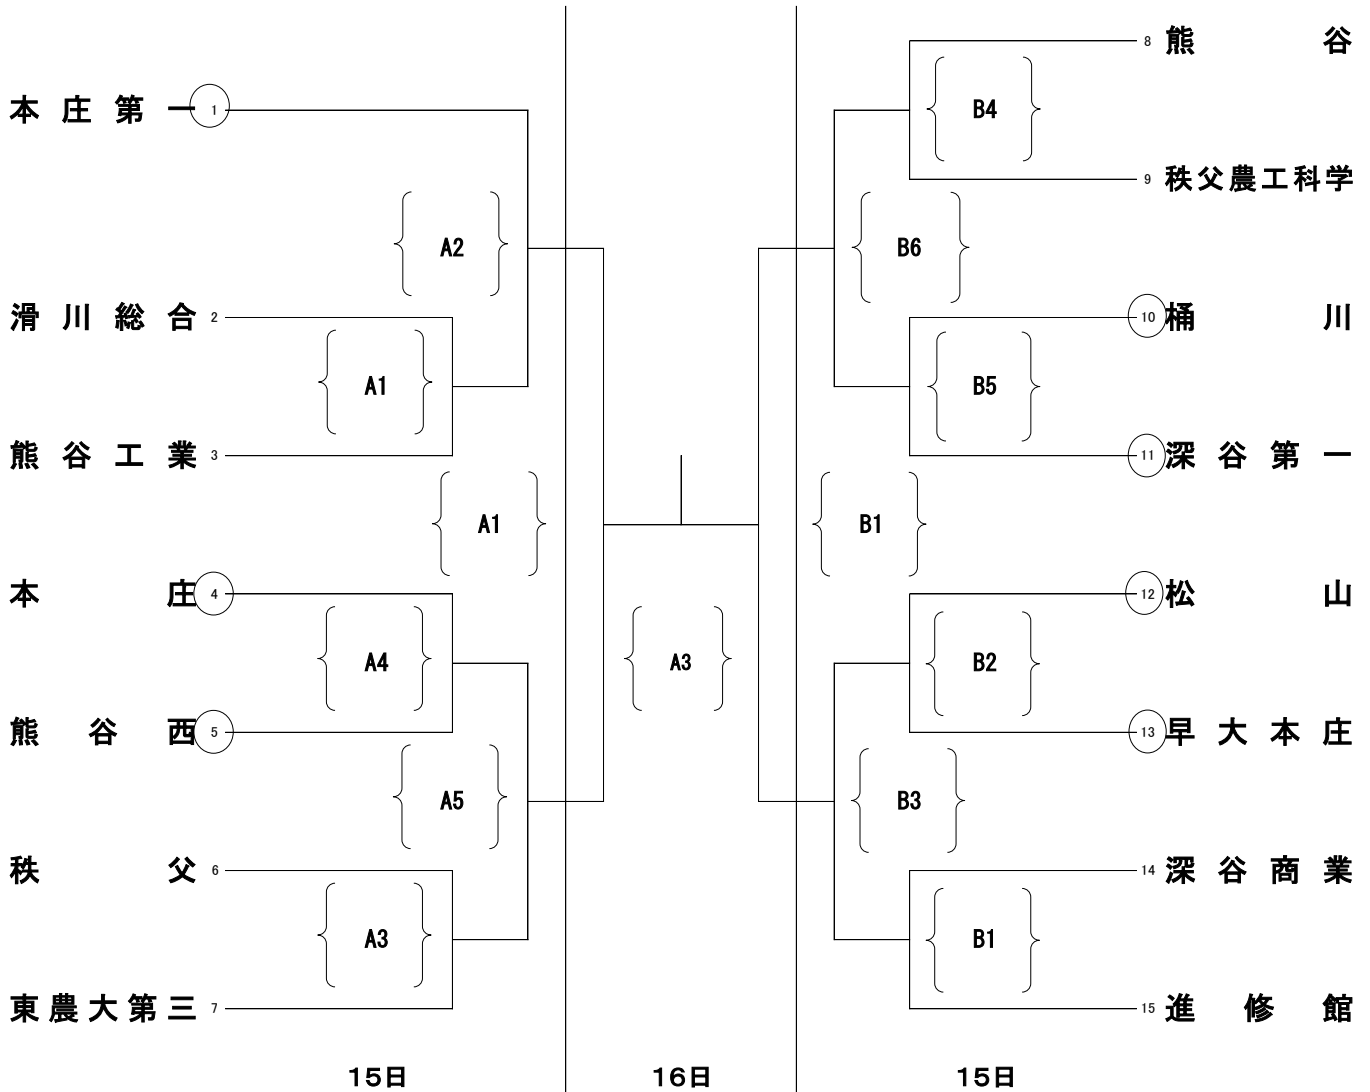 8 熊谷
本庄第一 1
B4
9 秩父農工科学
A2
B6
滑川総合 2
10 桶川
A1
B5
熊谷工業 3
11 深谷第一
A1
B1
本庄 4
12 松山
A4
A3
B2
熊谷西 5
13 早大本庄
A5
B3
秩父 6
14 深谷商業
A3
B1
東農大第三 7
15 進修館
15日 16日 15日